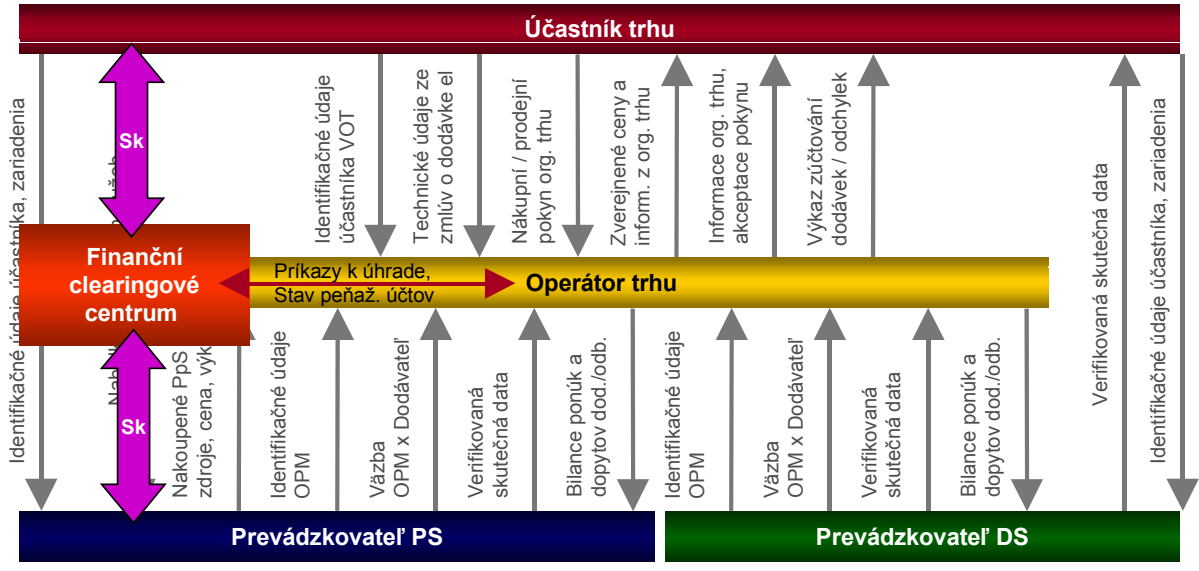 Účastník trhu
Identifikačné údaje účastníka, zariadenia
Sk
Identifikačné údaje
účastníka VOT
Technické údaje ze
zmlúv o dodávke el
Nákupní / prodejní
pokyn org. trhu
Zverejnené ceny a
inform. z org. trhu
Informace org. trhu,
akceptace pokynu
Výkaz zúčtování
dodávek / odchylek
Verifikovaná skutečná data
Identifikačné údaje účastníka, zariadenia
Finanční
clearingové
centrum
Príkazy k úhrade,
Stav peňaž. účtov
Operátor trhu
Sk
Nakoupené PpS
zdroje, cena, výk
Identifikačné údaje
OPM
Väzba
OPM x Dodávateľ
Verifikovaná
skutečná data
Bilance ponúk a
dopytov dod./odb.
Identifikačné údaje
OPM
Väzba
OPM x Dodávateľ
Verifikovaná
skutečná data
Bilance ponúk a
dopytov dod./odb.
Prevádzkovateľ PS
Prevádzkovateľ DS